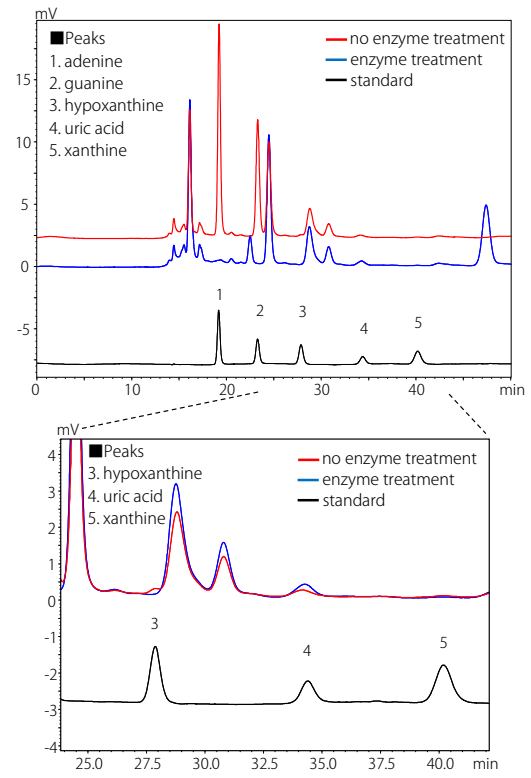 mV
■Peaks
1. adenine
2. guanine
3. hypoxanthine
4. uric acid
5. xanthine
no enzyme treatment
enzyme treatment
standard
15
10
5
0
-5
1
2
3
4
5
0
10
20
30
40
min
mV
■Peaks
3. hypoxanthine
4. uric acid
5. xanthine
no enzyme treatment
enzyme treatment
standard
4
3
2
1
0
-1
-2
-3
-4
3
4
5
25.0
27.5
30.0
32.5
35.0
37.5
40.0
min